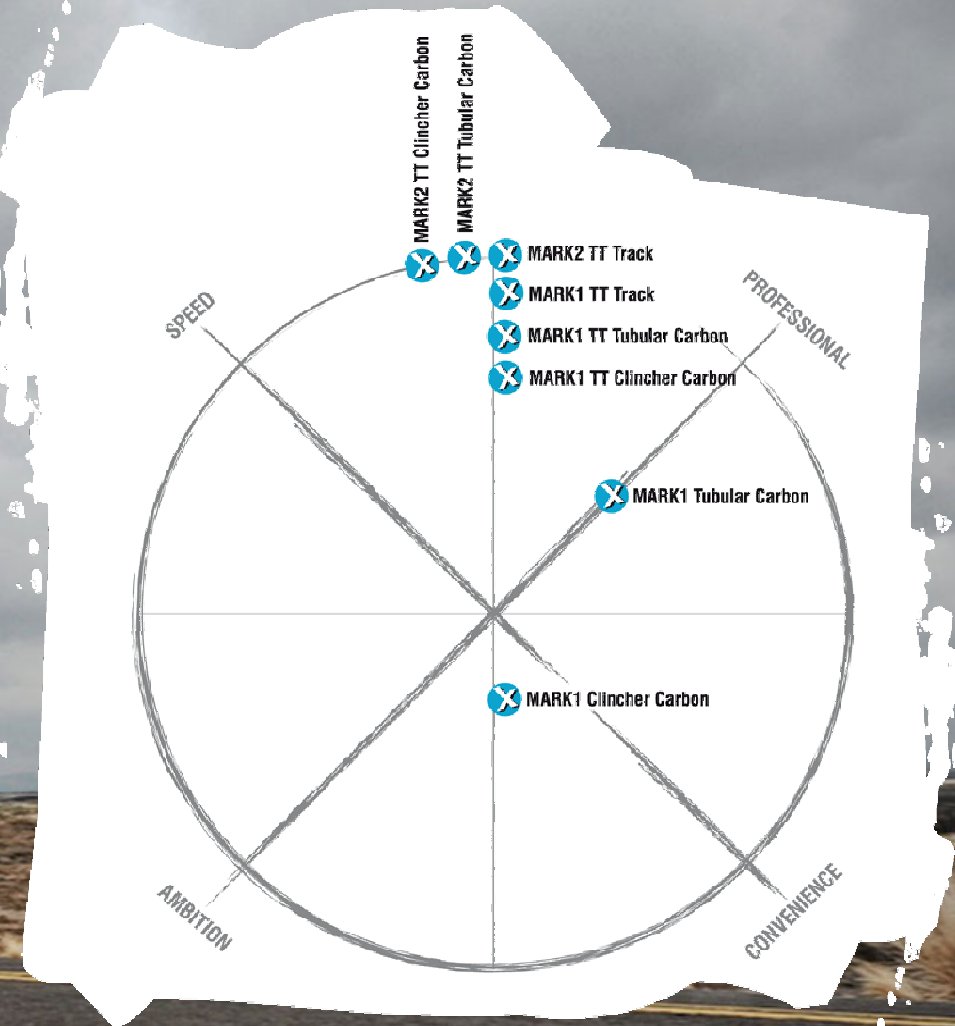 MARK2 TT Clincher Carbon
MARK2 TT Tubular Carbon
MARK2 TT Track
MARK1 TT Track
MARK1 TT Tubular Carbon
MARK1 TT Clincher Carbon
SPEED
PROFESSIONAL
MARK1 Tubular Carbon
MARK1 Clincher Carbon
AMBITION
CONVENIENCE